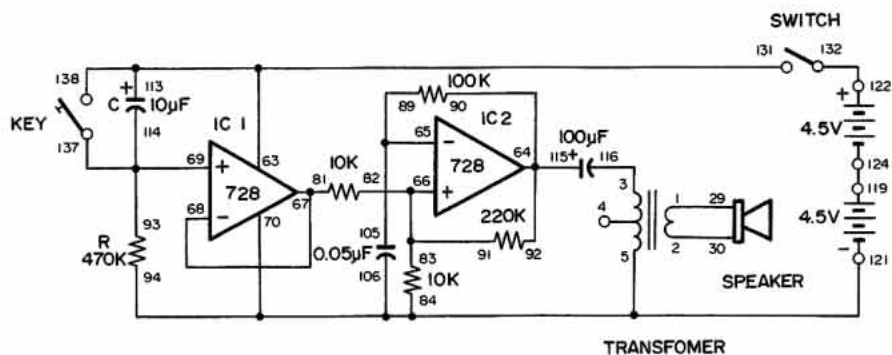 SWITCH
131 132
138 113 + 100K 122
C 10µF IC 1 89 90 IC 2 +
KEY 114 65 − 100µF 4.5V
137 69 + 63 10K 728 64 115 + 116 124
728 81 82 66 + 3 1 29 119
68 − 67 220K 4 4.5V
93 70 105 91 92 2 30 −
R 0.05µF 5 121
470K 106 83 SPEAKER
94 10K
84
TRANSFOMER